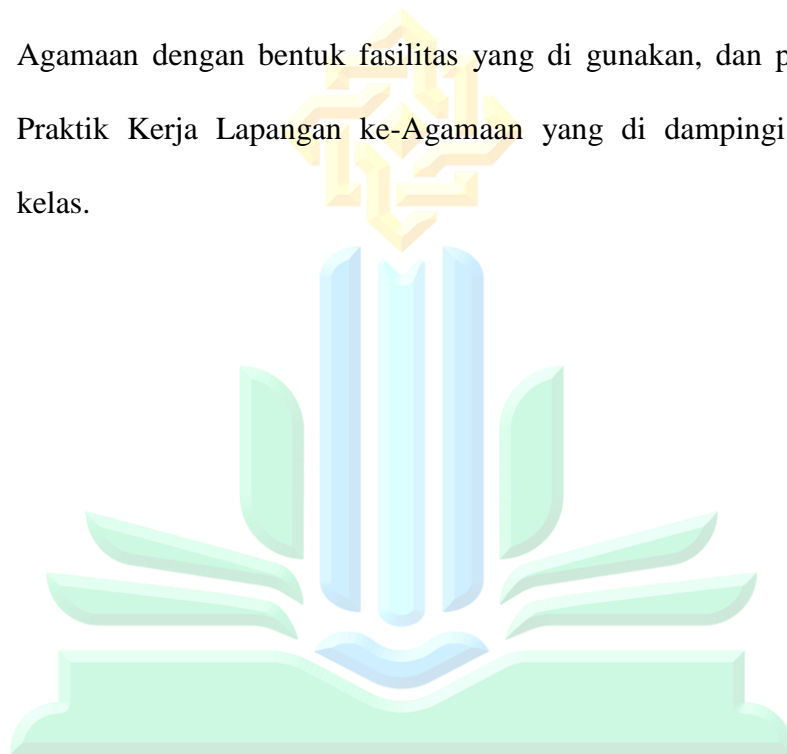 Agamaan dengan bentuk fasilitas yang di gunakan, dan
Praktik Kerja Lapangan ke-Agamaan yang di dampingi
kelas.